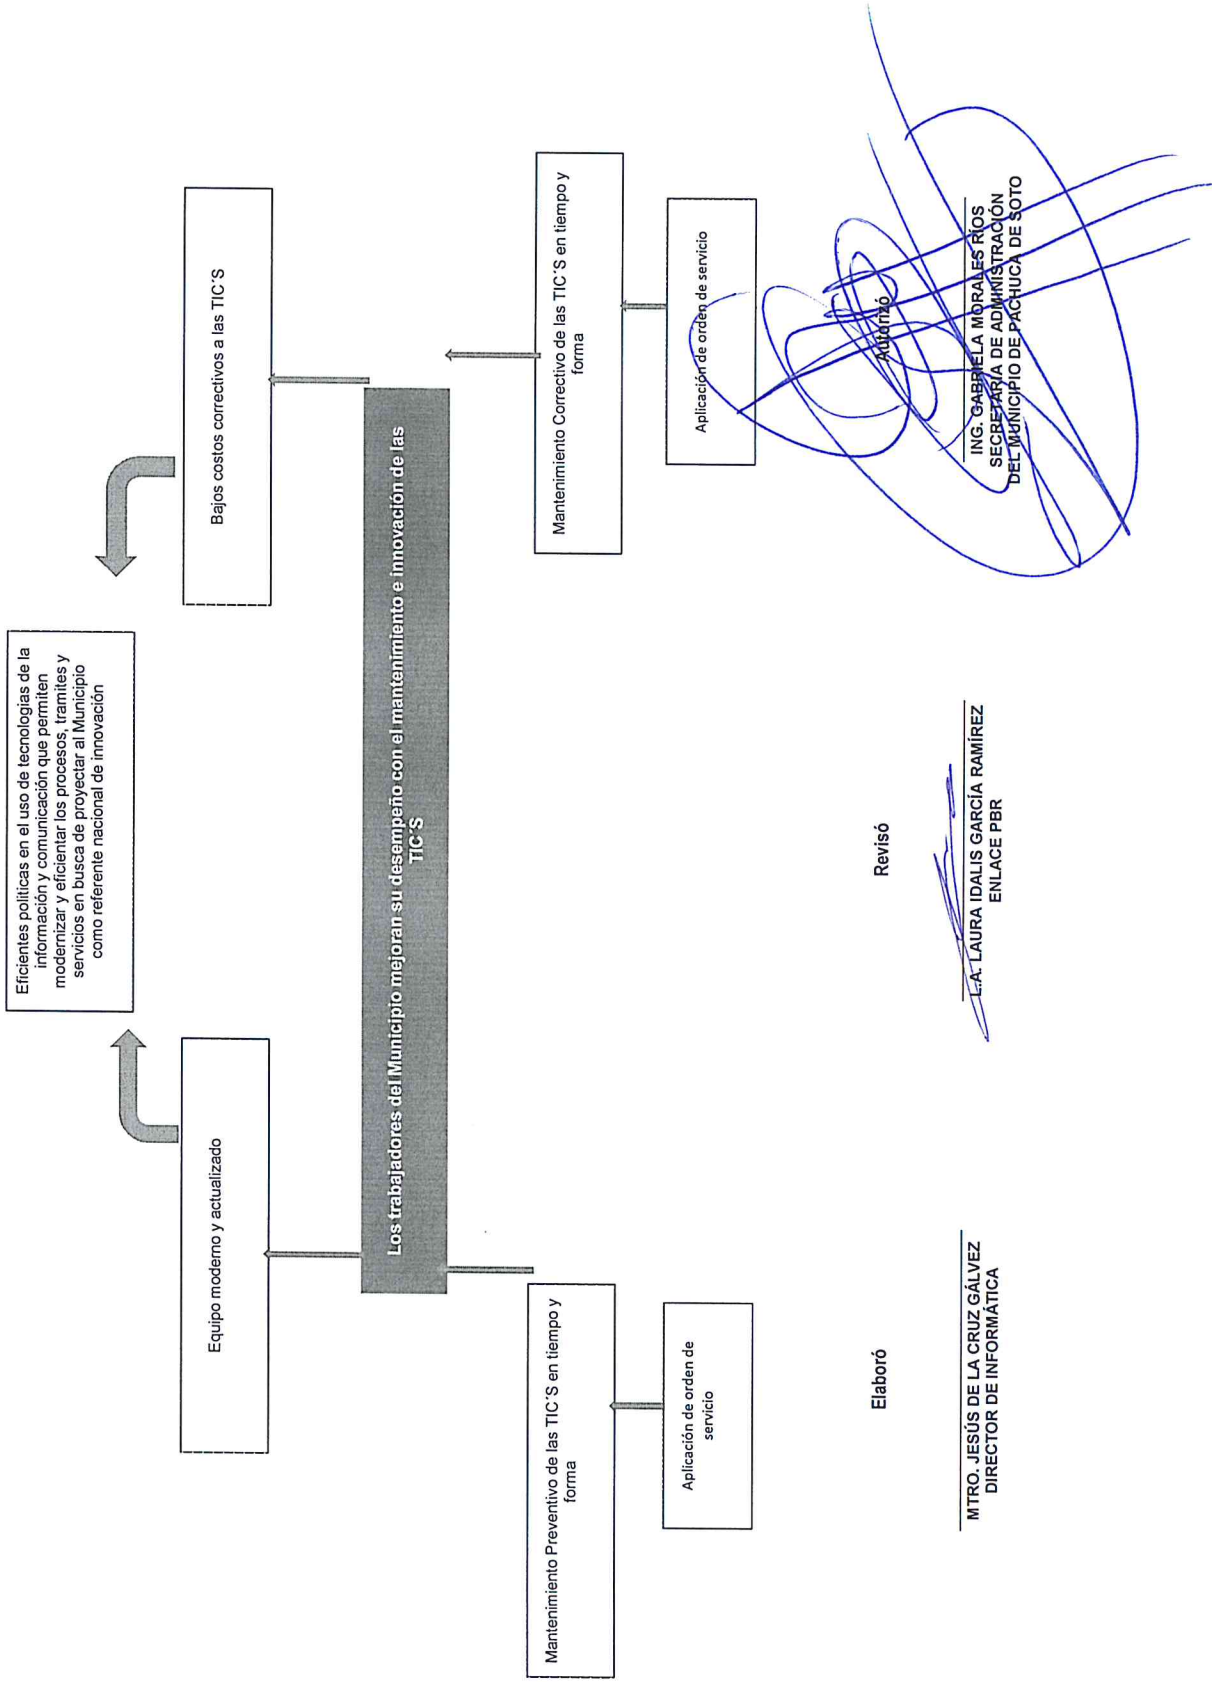 Eficientes politicas en el uso de tecnologias de la
información y comunicación que permiten
modernizar y eficientar los procesos, tramites y
servicios en busca de proyectar al Municipio
como referente nacional de innovación
Equipo moderno y actualizado
Bajos costos correctivos a las TIC´S
Los trabajadores del Municipio mejoran su desempeño con el mantenimiento e innovación de las
TIC´S
Mantenimiento Preventivo de las TIC´S en tiempo y
forma
Mantenimiento Correctivo de las TIC´S en tiempo y
forma
Aplicación de orden de
servicio
Aplicación de orden de servicio
Elaboró
MTRO. JESÚS DE LA CRUZ GÁLVEZ
DIRECTOR DE INFORMÁTICA
Revisó
L.A. LAURA IDALIS GARCÍA RAMÍREZ
ENLACE PBR
Autorizó
ING. GABRIELA MORALES RÍOS
SECRETARIA DE ADMINISTRACIÓN
DEL MUNICIPIO DE PACHUCA DE SOTO